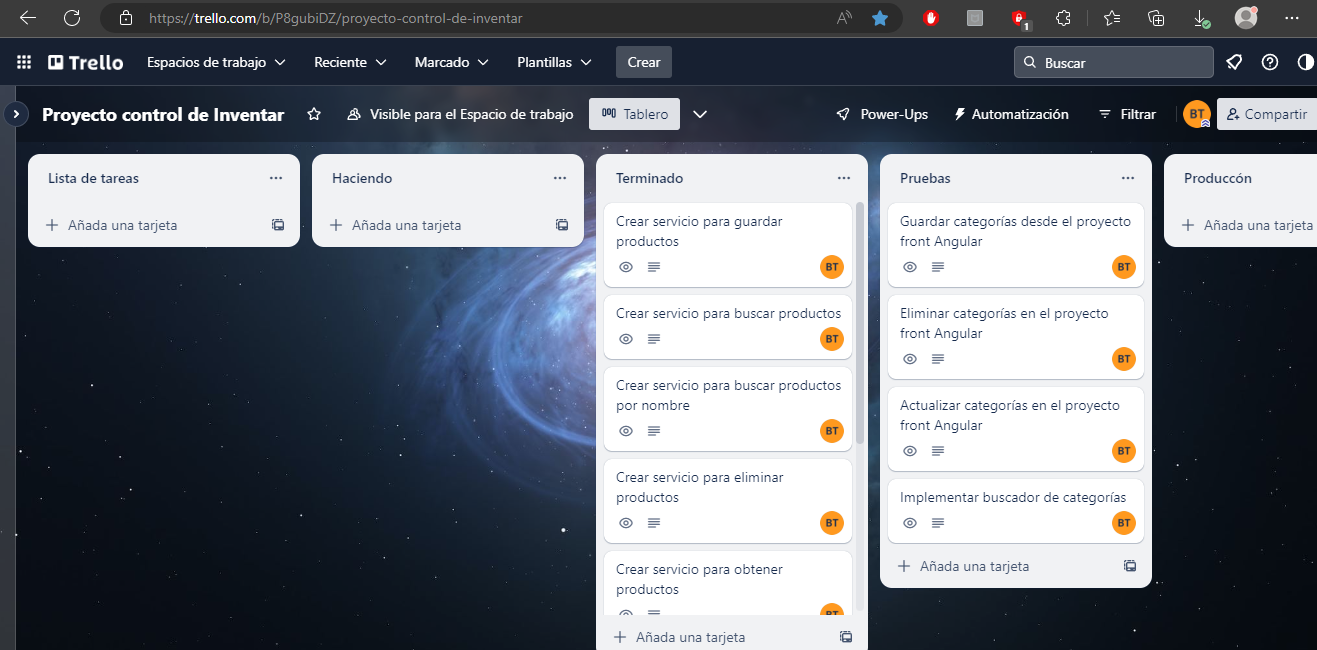 https://trello.com/b/P8gubiDZ/proyecto-control-de-inventar
1
Trello
Espacios de trabajo
Reciente
Marcado
Plantillas
Crear
Buscar
Proyecto control de Inventar
Visible para el Espacio de trabajo
Tablero
Power-Ups
Automatización
Filtrar
BT
Compartir
Lista de tareas
Añada una tarjeta
Haciendo
Añada una tarjeta
Terminado
Crear servicio para guardar
productos
BT
Crear servicio para buscar productos
BT
Crear servicio para buscar productos
por nombre
BT
Crear servicio para eliminar
productos
BT
Crear servicio para obtener
productos
BT
Añada una tarjeta
Pruebas
Guardar categorías desde el proyecto
front Angular
BT
Eliminar categorías en el proyecto
front Angular
BT
Actualizar categorías en el proyecto
front Angular
BT
Implementar buscador de categorías
BT
Añada una tarjeta
Produccón
Añada una tarjeta